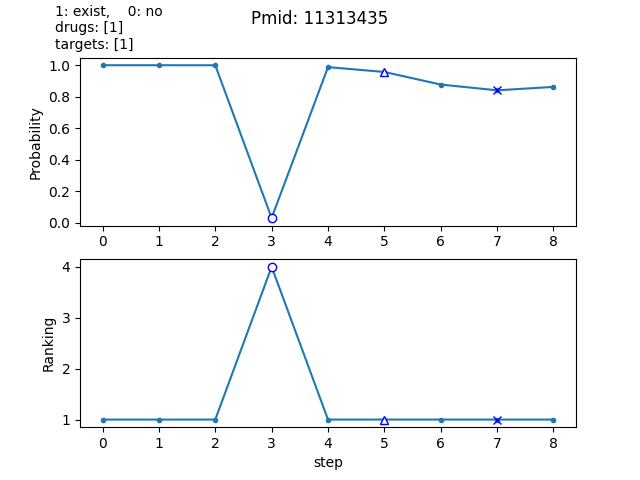 1: exist,    0: no
drugs: [1]
targets: [1]
Pmid: 11313435
Probability
1.0
0.8
0.6
0.4
0.2
0.0
0 1 2 3 4 5 6 7 8
Ranking
4
3
2
1
0 1 2 3 4 5 6 7 8
step